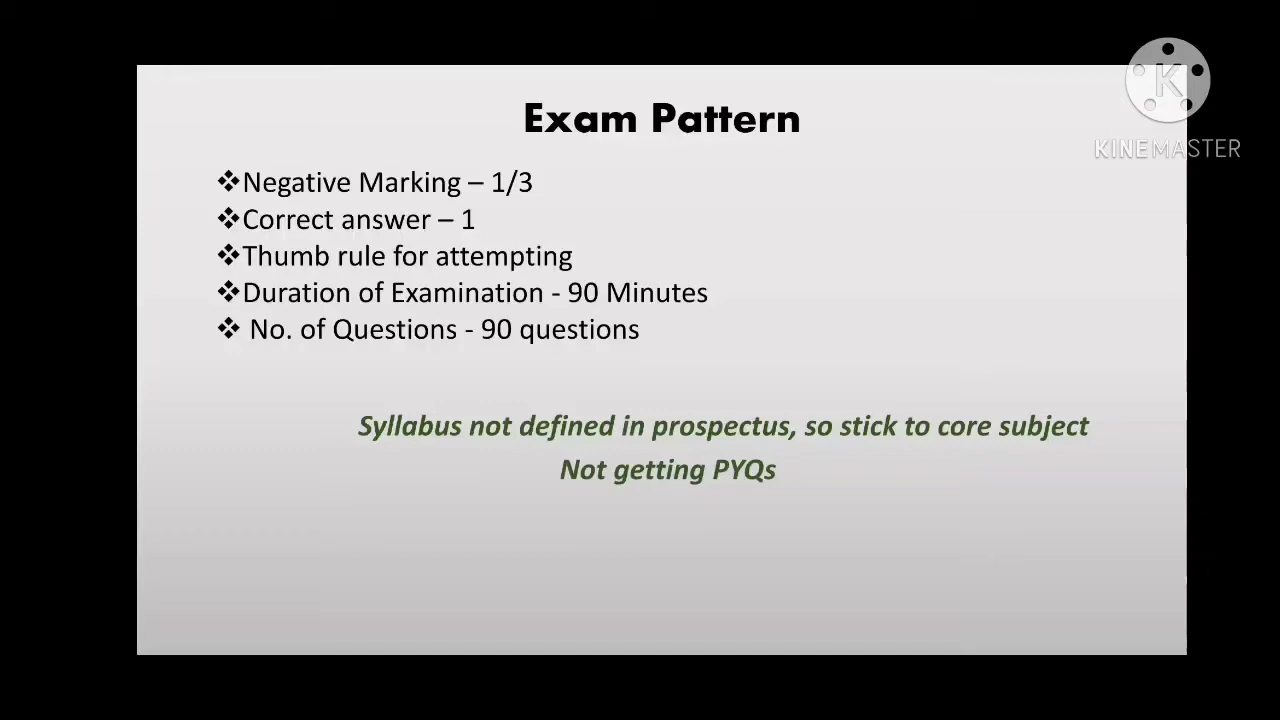 Exam Pattern
K
KINEMASTER
❖Negative Marking – 1/3
❖Correct answer – 1
❖Thumb rule for attempting
❖Duration of Examination - 90 Minutes
❖ No. of Questions - 90 questions
Syllabus not defined in prospectus, so stick to core subject
Not getting PYQs